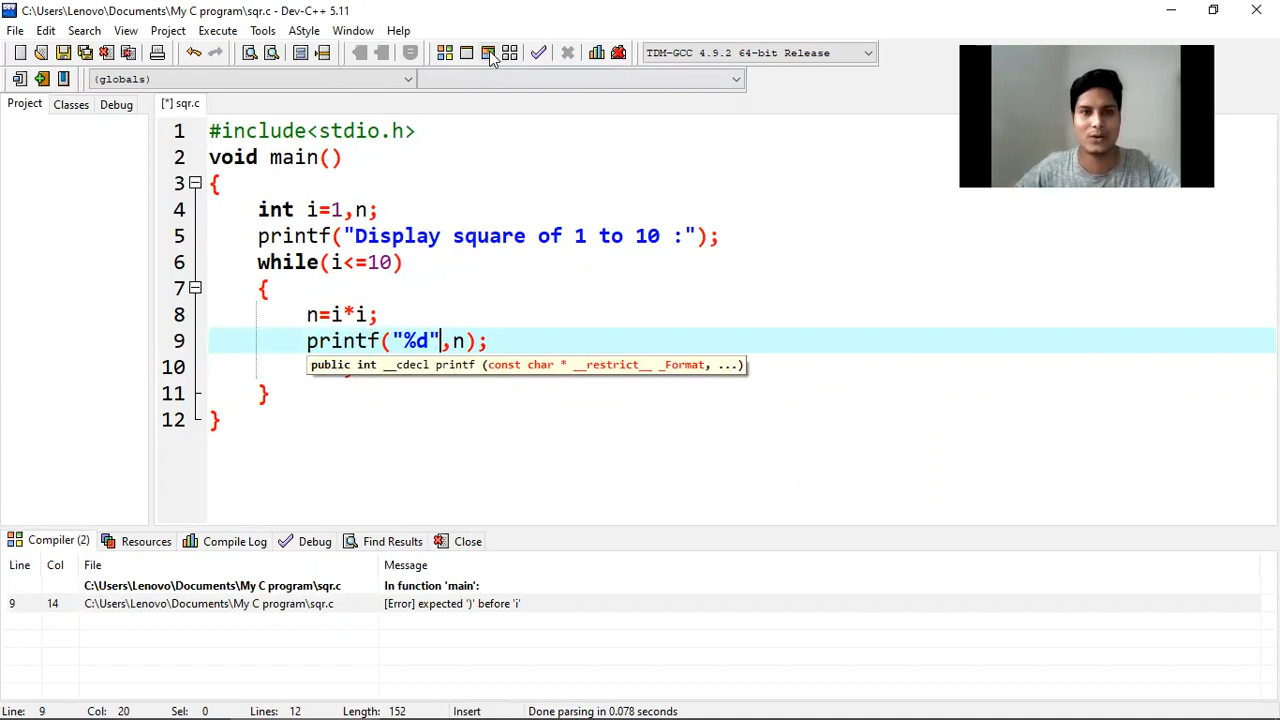 C:\Users\Lenovo\Documents\My C program\sqr.c - Dev-C++ 5.11
File Edit Search View Project Execute Tools AStyle Window Help
TDM-GCC 4.9.2 64-bit Release
(globals)
Project Classes Debug [*] sqr.c
1 #include<stdio.h>
2 void main()
3 {
4 int i=1,n;
5 printf("Display square of 1 to 10 :");
6 while(i<=10)
7 {
8 n=i*i;
9 printf("%d",n);
public int __cdecl printf (const char * __restrict__ _Format, ...)
10
11 }
12 }
Compiler (2) Resources Compile Log Debug Find Results Close
Line Col File Message
C:\Users\Lenovo\Documents\My C program\sqr.c In function 'main':
9 14 C:\Users\Lenovo\Documents\My C program\sqr.c [Error] expected ')' before 'i'
Line: 9 Col: 20 Sel: 0 Lines: 12 Length: 152 Insert Done parsing in 0.078 seconds